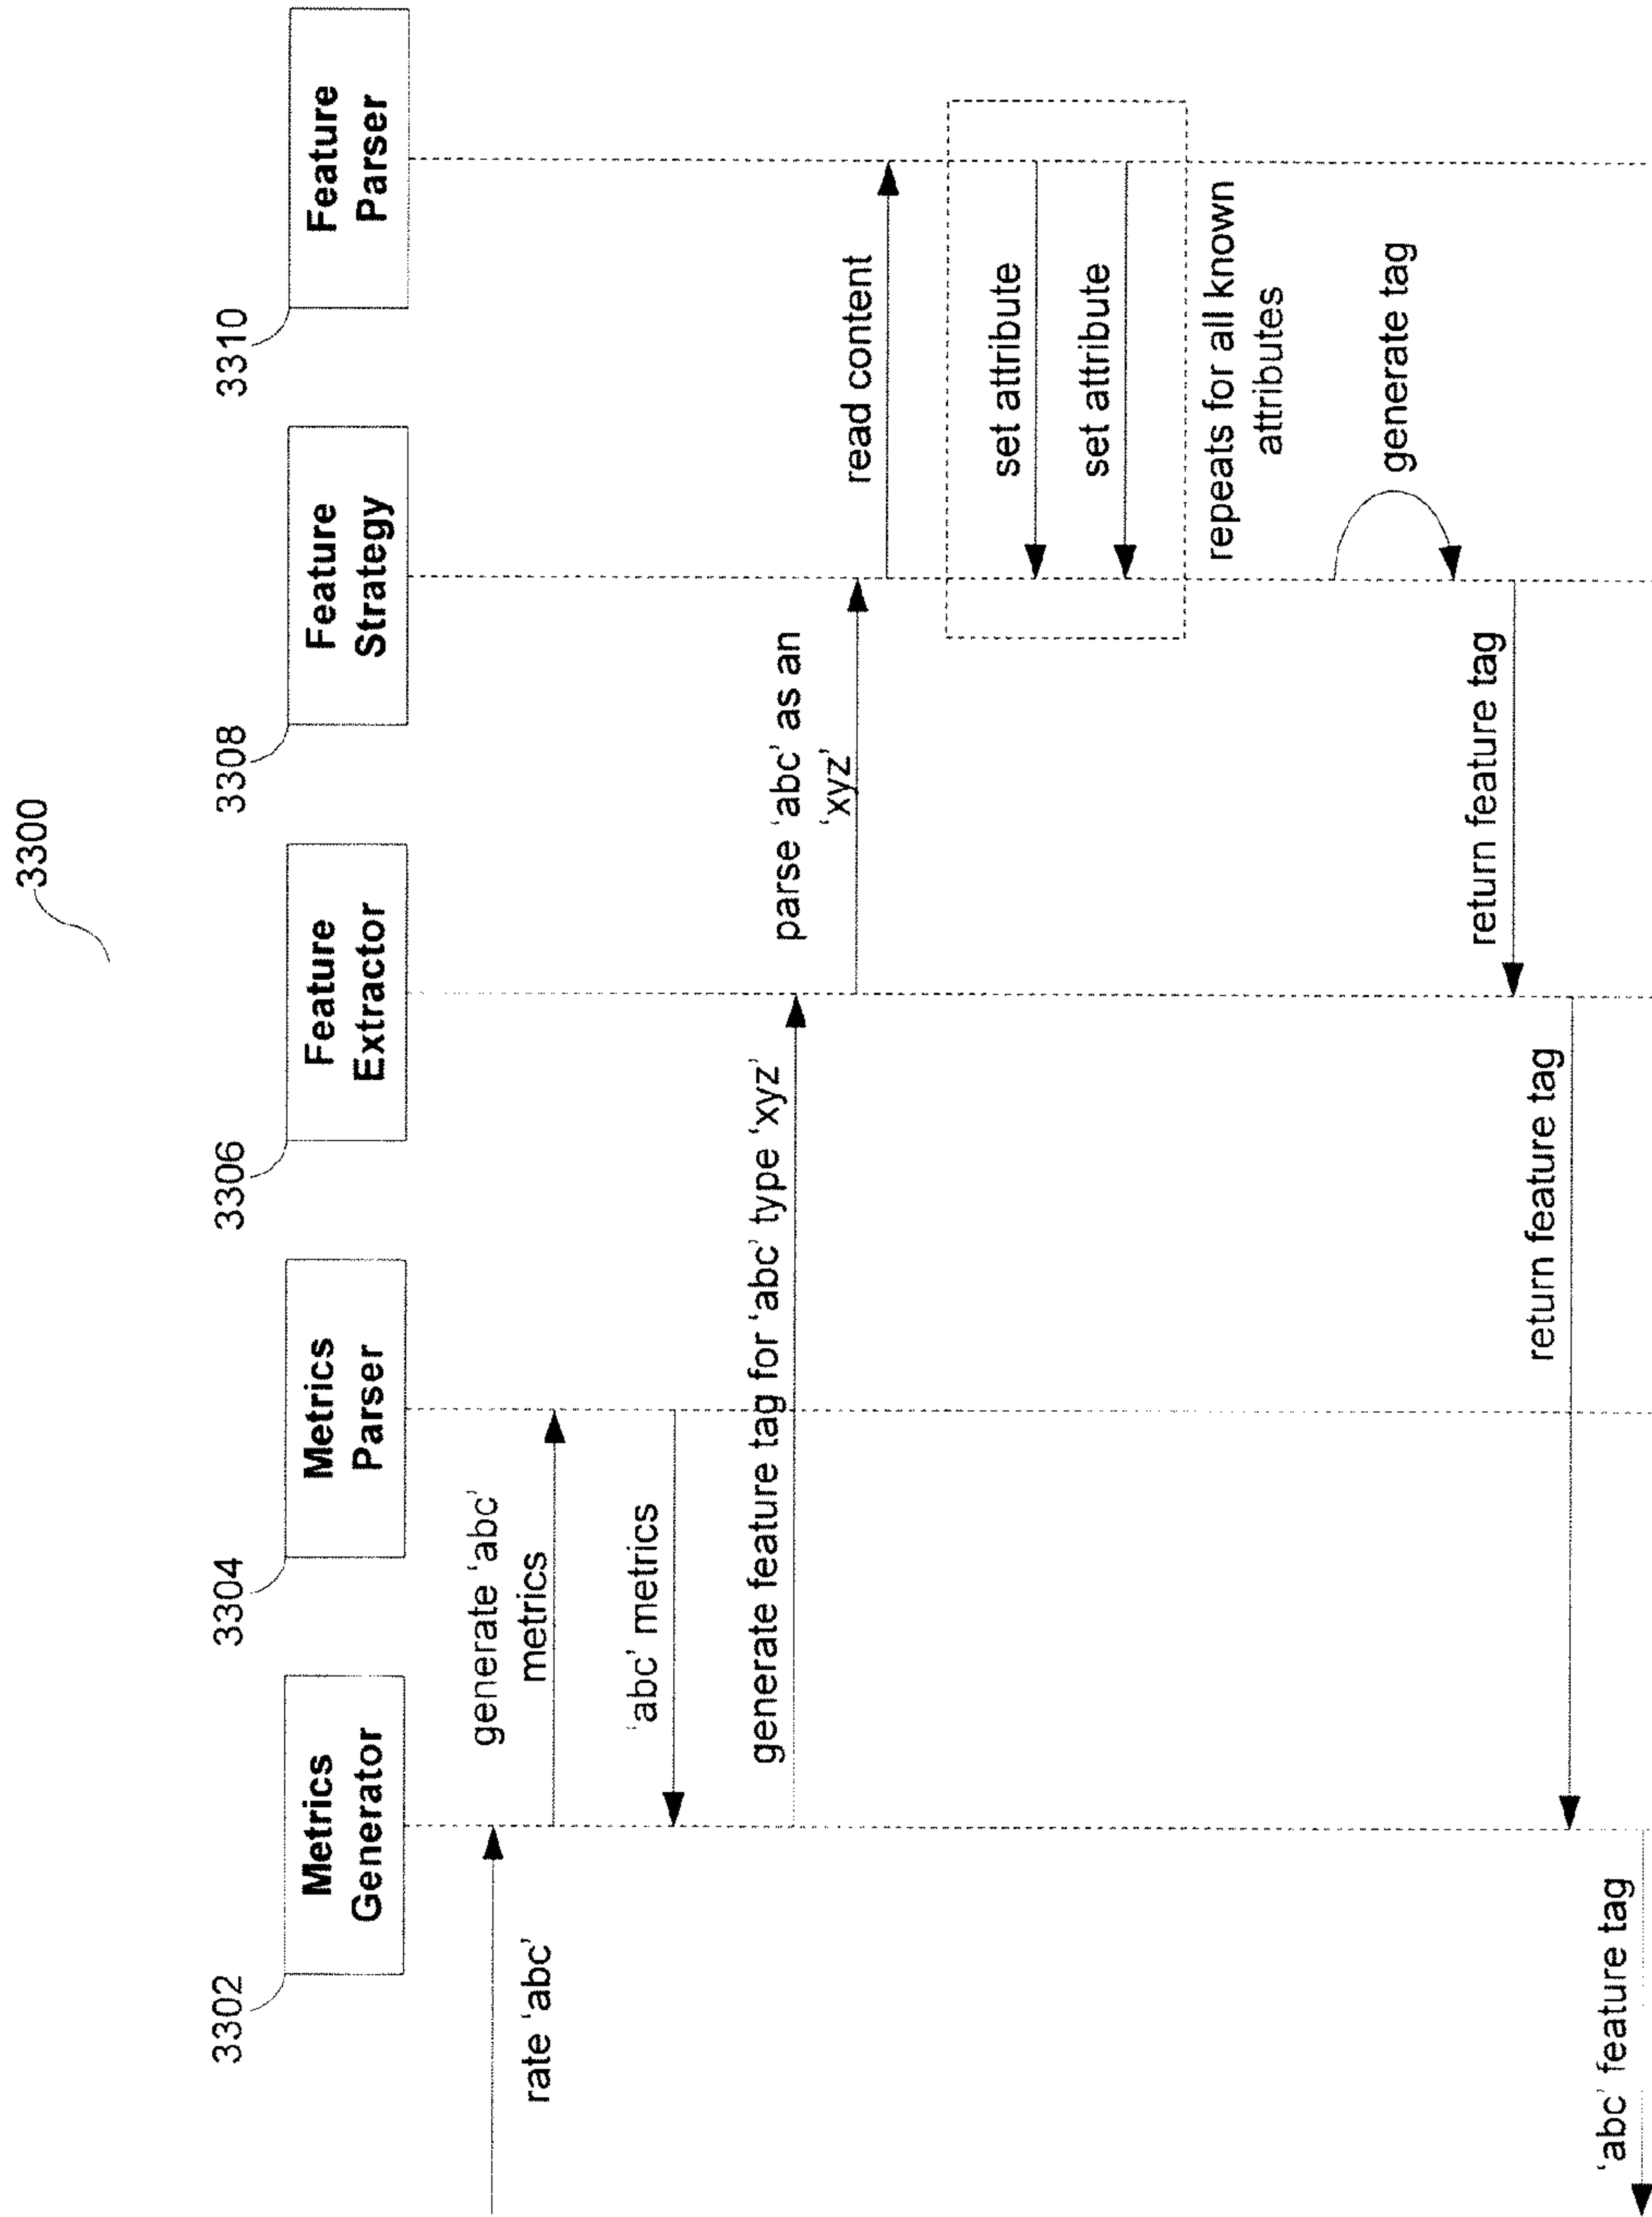 3300
3302
3304
3306
3308
3310
Metrics
Generator
Metrics
Parser
Feature
Extractor
Feature
Strategy
Feature
Parser
rate ‘abc’
generate ‘abc’
metrics
‘abc’ metrics
generate feature tag for ‘abc’ type ‘xyz’
parse ‘abc’ as an
‘xyz’
read content
set attribute
set attribute
repeats for all known
attributes
generate tag
return feature tag
return feature tag
‘abc’ feature tag